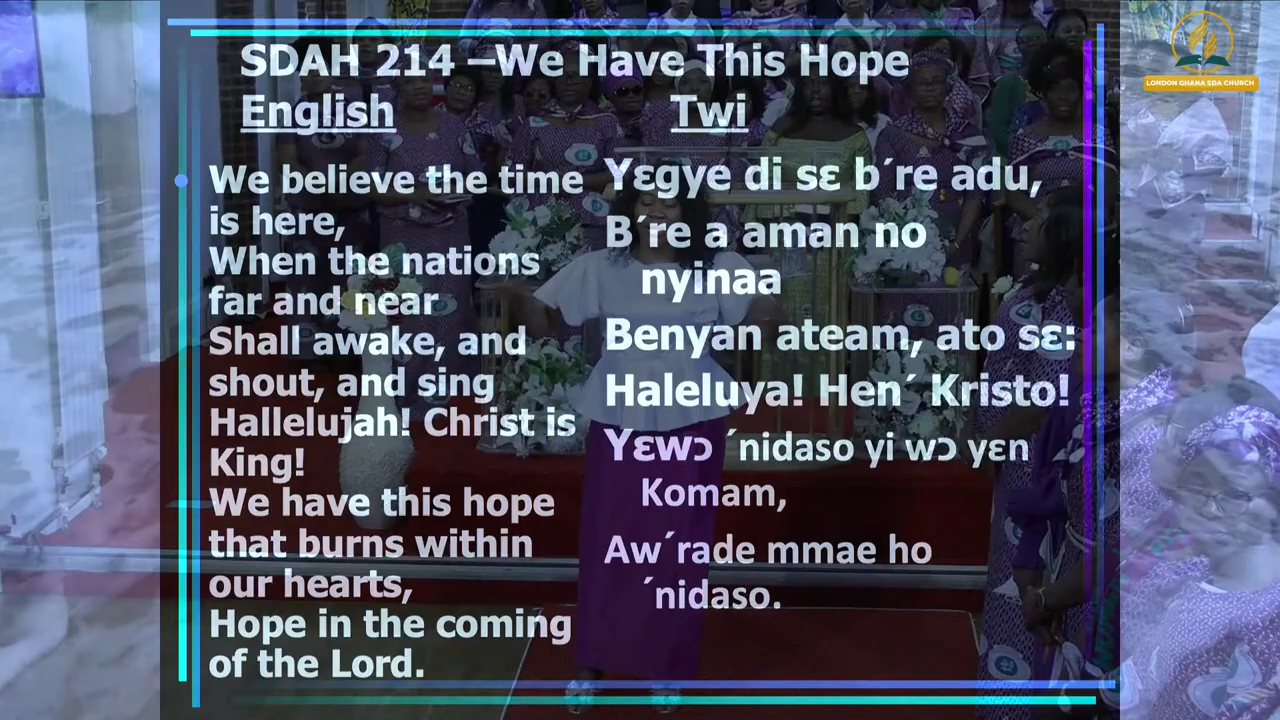 SDAH 214 –We Have This Hope
English
Twi
We believe the time
is here,
When the nations
far and near
Shall awake, and
shout, and sing
Hallelujah! Christ is
King!
We have this hope
that burns within
our hearts,
Hope in the coming
of the Lord.
Yɛgye di sɛ b´re adu,
B´re a aman no
nyinaa
Benyan ateam, ato sɛ:
Haleluya! Hen´ Kristo!
Yɛwɔ ´nidaso yi wɔ yɛn
Komam,
Aw´rade mmae ho
´nidaso.
LONDON GHANA SDA CHURCH